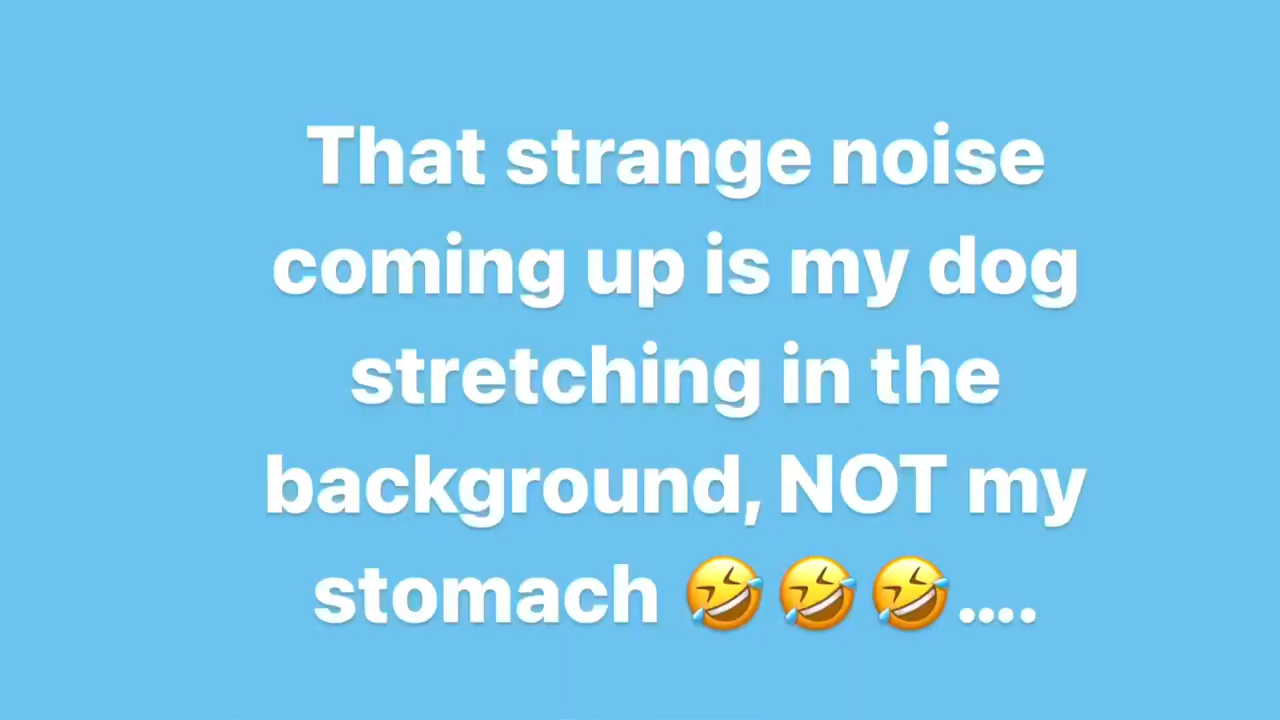 That strange noise
coming up is my dog
stretching in the
background, NOT my
stomach 🤣🤣🤣....